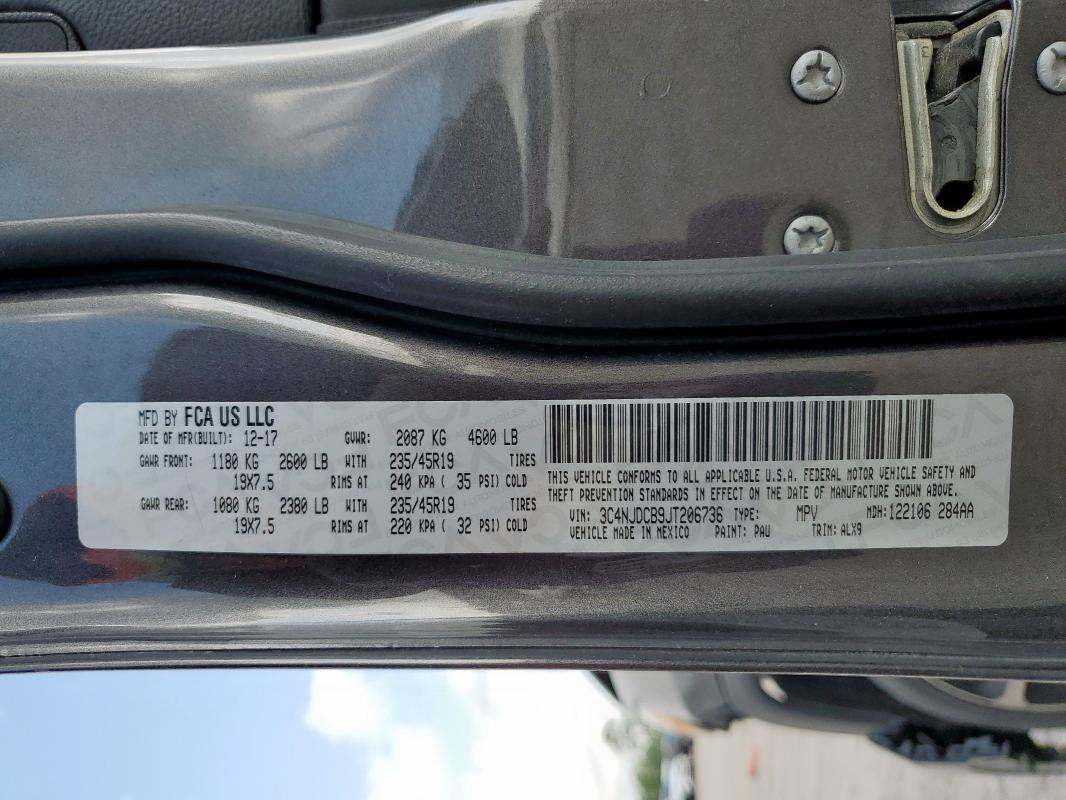 MFD BY FCA US LLC
DATE OF MFR(BUILT): 12-17 GVWR: 2087 KG 4600 LB
GAWR FRONT: 1180 KG 2600 LB WITH 235/45R19 TIRES
19X7.5 RIMS AT 240 KPA ( 35 PSI) COLD
GAWR REAR: 1080 KG 2380 LB WITH 235/45R19 TIRES
19X7.5 RIMS AT 220 KPA ( 32 PSI) COLD
THIS VEHICLE CONFORMS TO ALL APPLICABLE U.S.A. FEDERAL MOTOR VEHICLE SAFETY AND
THEFT PREVENTION STANDARDS IN EFFECT ON THE DATE OF MANUFACTURE SHOWN ABOVE.
VIN: 3C4NJDCB9JT206736 TYPE: MPV MDH: 122106 284AA
VEHICLE MADE IN MEXICO PAINT: PAU TRIM: ALX9